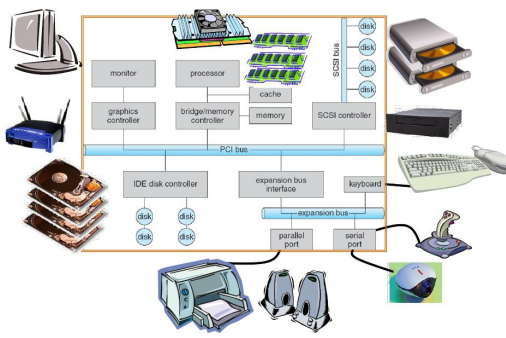 disk
disk
disk
disk
SCSI bus
monitor
processor
cache
graphics
controller
bridge/memory
controller
memory
SCSI controller
PCI bus
IDE disk controller
expansion bus
interface
keyboard
disk
disk
disk
disk
expansion bus
parallel
port
serial
port